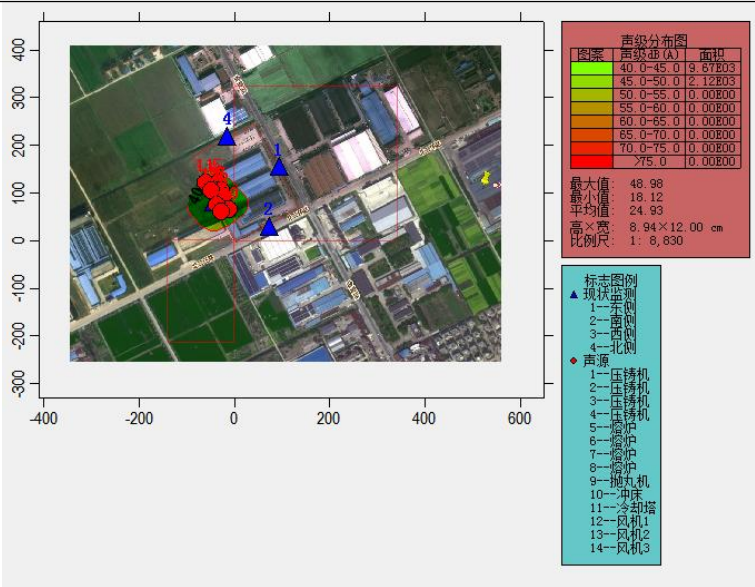 声级分布图
图案 声级dB(A) 面积
40.0-45.0 9.67E03
45.0-50.0 2.12E03
50.0-55.0 0.00E00
55.0-60.0 0.00E00
60.0-65.0 0.00E00
65.0-70.0 0.00E00
70.0-75.0 0.00E00
>75.0 0.00E00
最大值: 48.98
最小值: 18.12
平均值: 24.93
高×宽: 8.94×12.00 cm
比例尺: 1: 8,830
标志图例
现状监测
1--东侧
2--南侧
3--西侧
4--北侧
声源
1--压铸机
2--压铸机
3--压铸机
4--压铸机
5--熔炉
6--熔炉
7--熔炉
8--熔炉
9--抛丸机
10--冲床
11--冷却塔
12--风机1
13--风机2
14--风机3
400
300
200
100
0
-100
-200
-300
-400 -200 0 200 400 600
4
1
2